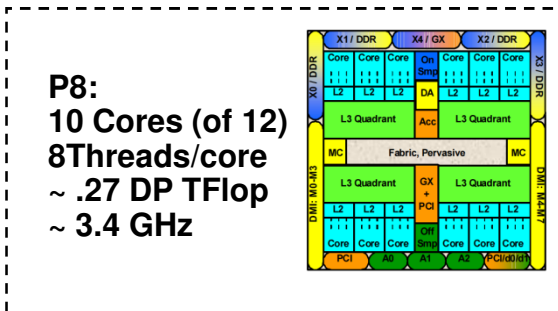 P8:
10 Cores (of 12)
8Threads/core
~ .27 DP TFlop
~ 3.4 GHz
X1 / DDR X4 / GX X2 / DDR
X0 / DDR
X3 / DDR
Core Core Core On Smp Core Core Core
L2 L2 L2 DA L2 L2 L2
L3 Quadrant Acc L3 Quadrant
MC Fabric, Pervasive MC
DMI: M0-M3
DMI: M4-M7
L3 Quadrant GX + PCI L3 Quadrant
L2 L2 L2 L2 L2 L2
Core Core Core Off Smp Core Core Core
PCI A0 A1 A2 PCI/d0/d1